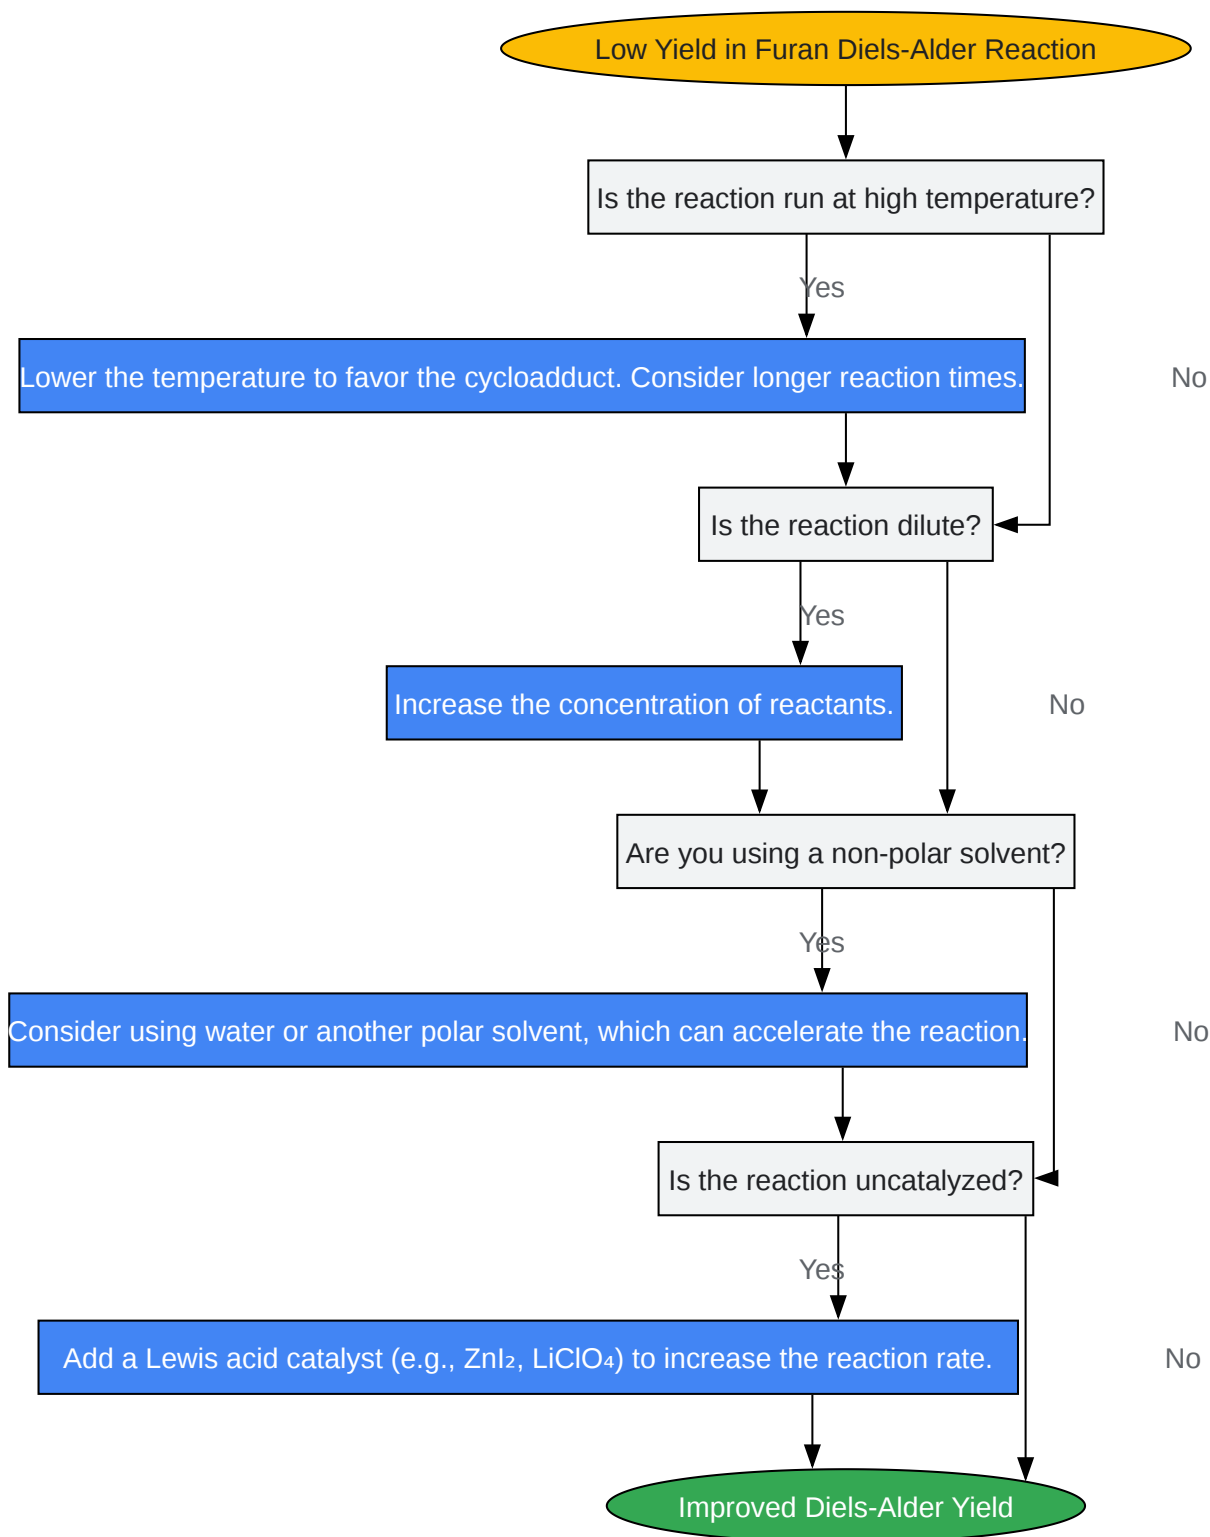 Low Yield in Furan Diels-Alder Reaction
Is the reaction run at high temperature?
Yes
Lower the temperature to favor the cycloadduct. Consider longer reaction times.
No
Is the reaction dilute?
Yes
Increase the concentration of reactants.
No
Are you using a non-polar solvent?
Yes
Consider using water or another polar solvent, which can accelerate the reaction.
No
Is the reaction uncatalyzed?
Yes
Add a Lewis acid catalyst (e.g., ZnI₂, LiClO₄) to increase the reaction rate.
No
Improved Diels-Alder Yield